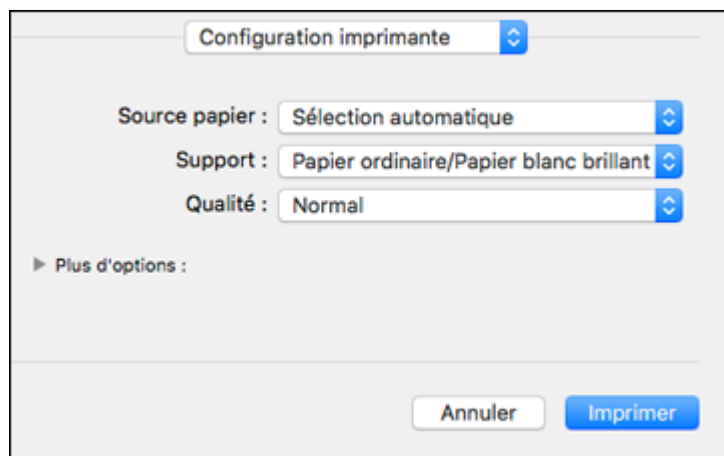 Configuration imprimante
Source papier : Sélection automatique
Support : Papier ordinaire/Papier blanc brillant
Qualité : Normal
Plus d'options :
Annuler Imprimer